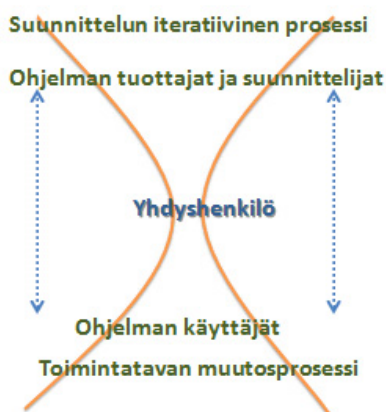 Suunnittelun iteratiivinen prosessi
Ohjelman tuottajat ja suunnittelijat
Yhdyshenkilö
Ohjelman käyttäjät
Toimintatavan muutosprosessi